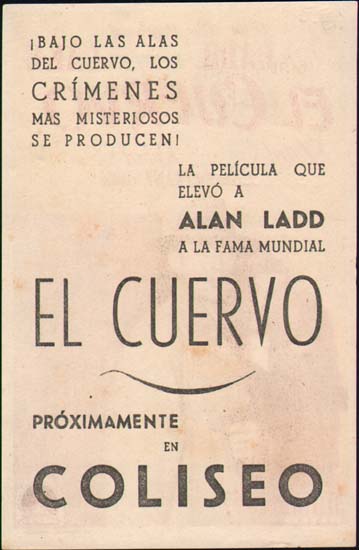 ¡BAJO LAS ALAS
DEL CUERVO, LOS
CRÍMENES
MAS MISTERIOSOS
SE PRODUCEN!
LA PELÍCULA QUE
ELEVÓ A
ALAN LADD
A LA FAMA MUNDIAL
EL CUERVO
PRÓXIMAMENTE
EN
COLISEO